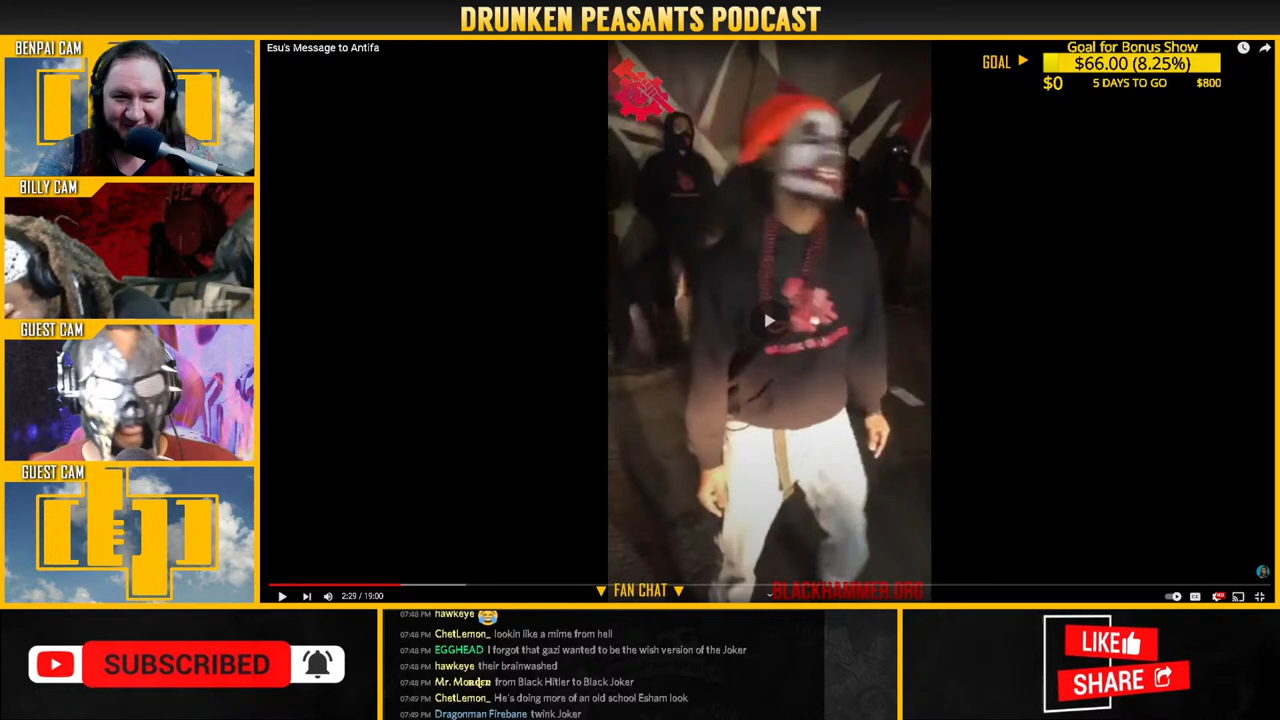 DRUNKEN PEASANTS PODCAST
BENPAI CAM
BILLY CAM
GUEST CAM
GUEST CAM
Esu's Message to Antifa
GOAL
Goal for Bonus Show
$66.00 (8.25%)
$0 5 DAYS TO GO $800
2:29 / 19:00
▼ FAN CHAT ▼
BLACKHAMMER.ORG
SUBSCRIBED
07:48 PM hawkeye 😂
07:48 PM ChetLemon_ lookin like a mime from hell
07:48 PM EGGHEAD I forgot that gazi wanted to be the wish version of the Joker
07:48 PM hawkeye their brainwashed
07:48 PM Mr. from Black Hitler to Black Joker
07:49 PM ChetLemon_ He's doing more of an old school Esham look
07:49 PM Dragonman Firebane twink Joker
LIKE
SHARE